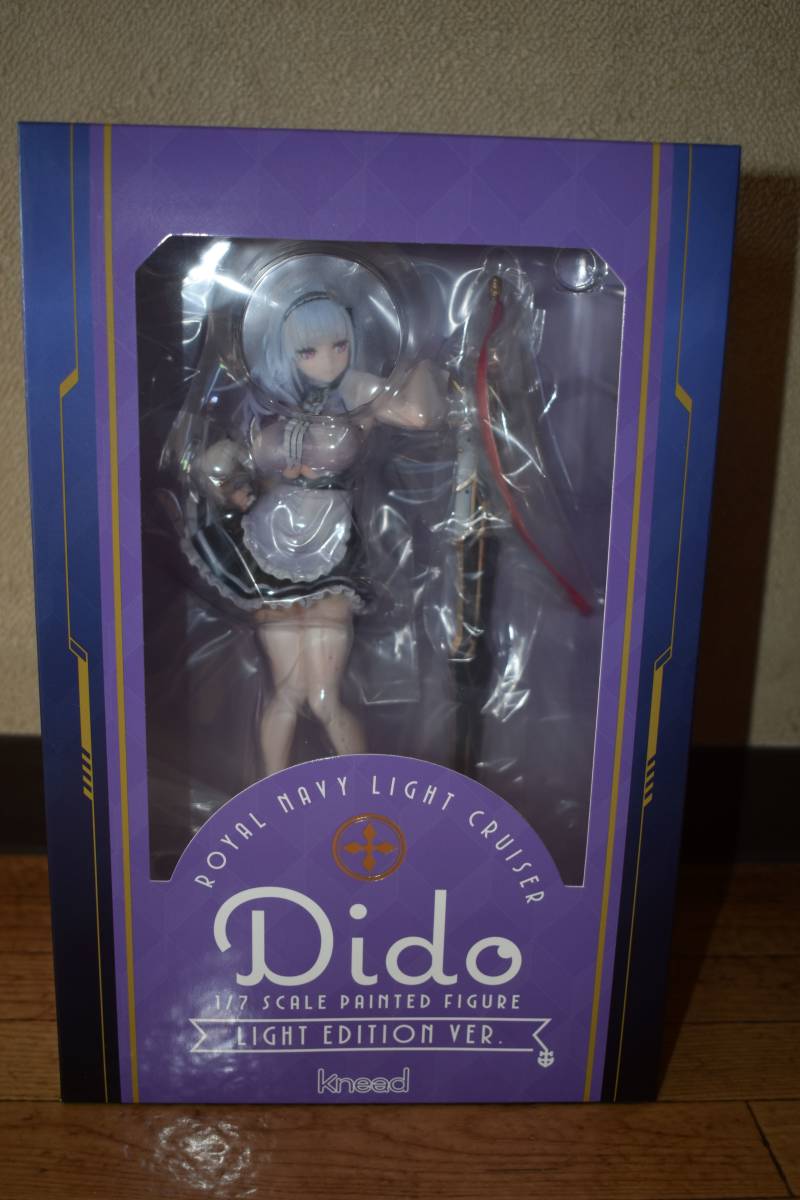 ROYAL NAVY LIGHT CRUISER
Dido
1/7 SCALE PAINTED FIGURE
LIGHT EDITION VER.
knead